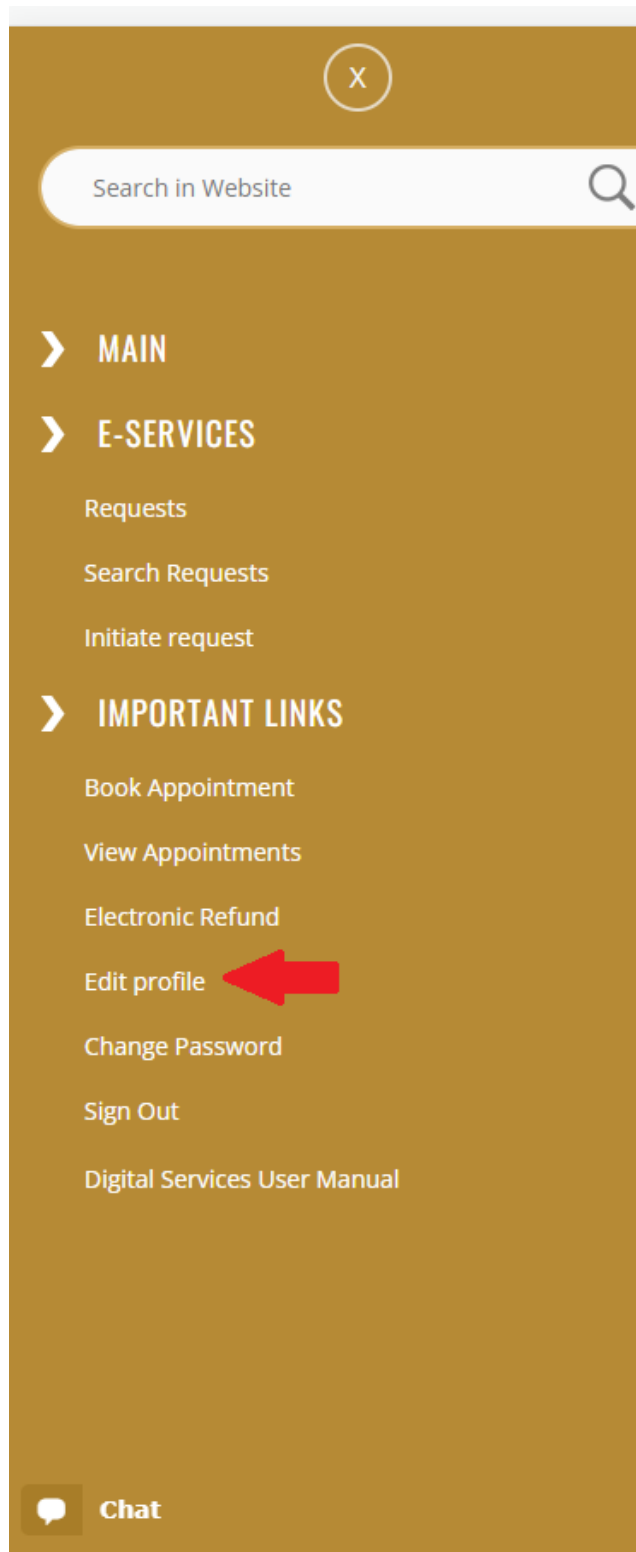 X
Search in Website
MAIN
E-SERVICES
Requests
Search Requests
Initiate request
IMPORTANT LINKS
Book Appointment
View Appointments
Electronic Refund
Edit profile
Change Password
Sign Out
Digital Services User Manual
Chat